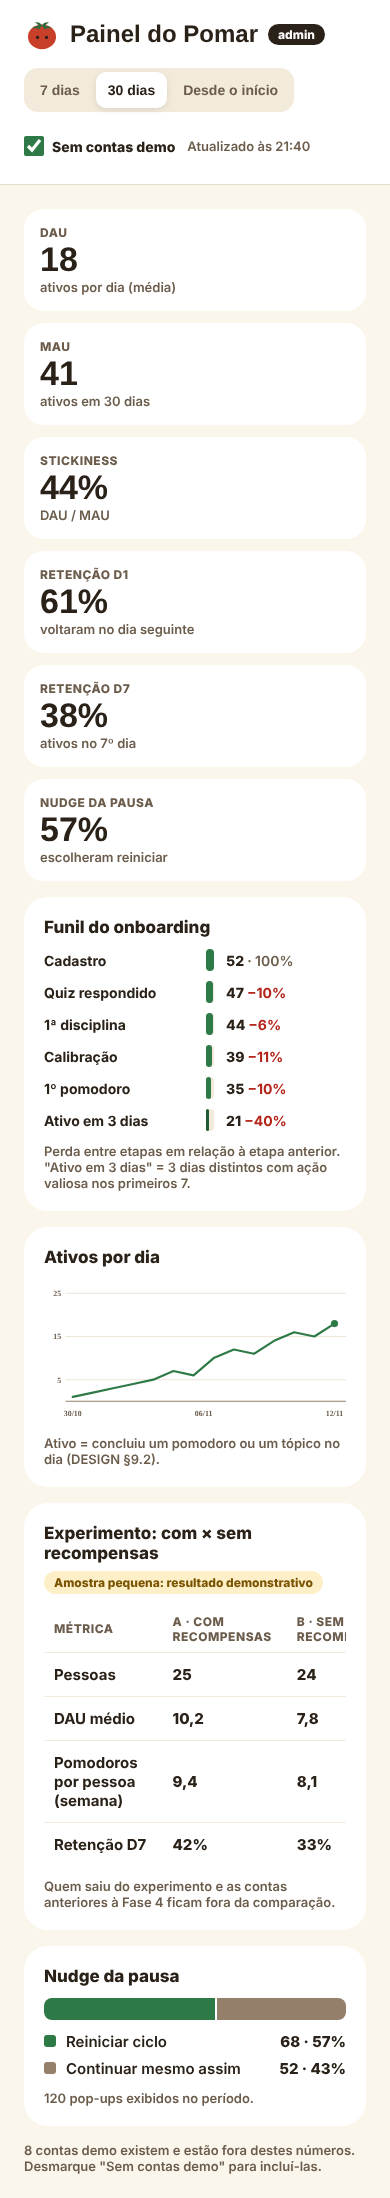 Painel do Pomar admin
7 dias 30 dias Desde o início
Sem contas demo Atualizado às 21:40
DAU
18
ativos por dia (média)
MAU
41
ativos em 30 dias
STICKINESS
44%
DAU / MAU
RETENÇÃO D1
61%
voltaram no dia seguinte
RETENÇÃO D7
38%
ativos no 7º dia
NUDGE DA PAUSA
57%
escolheram reiniciar
Funil do onboarding
Cadastro 52 · 100%
Quiz respondido 47 −10%
1ª disciplina 44 −6%
Calibração 39 −11%
1º pomodoro 35 −10%
Ativo em 3 dias 21 −40%
Perda entre etapas em relação à etapa anterior.
"Ativo em 3 dias" = 3 dias distintos com ação
valiosa nos primeiros 7.
Ativos por dia
25
15
5
30/10 06/11 12/11
Ativo = concluiu um pomodoro ou um tópico no
dia (DESIGN §9.2).
Experimento: com × sem
recompensas
Amostra pequena: resultado demonstrativo
MÉTRICA A · COM RECOMPENSAS B · SEM
Pessoas 25 24
DAU médio 10,2 7,8
Pomodoros
por pessoa 9,4 8,1
(semana)
Retenção D7 42% 33%
Quem saiu do experimento e as contas
anteriores à Fase 4 ficam fora da comparação.
Nudge da pausa
Reiniciar ciclo 68 · 57%
Continuar mesmo assim 52 · 43%
120 pop-ups exibidos no período.
8 contas demo existem e estão fora destes números.
Desmarque "Sem contas demo" para incluí-las.